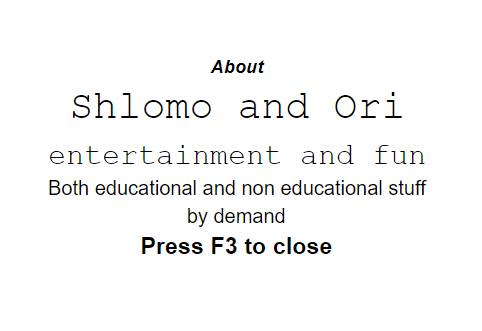 About
Shlomo and Ori
entertainment and fun
Both educational and non educational stuff
by demand
Press F3 to close